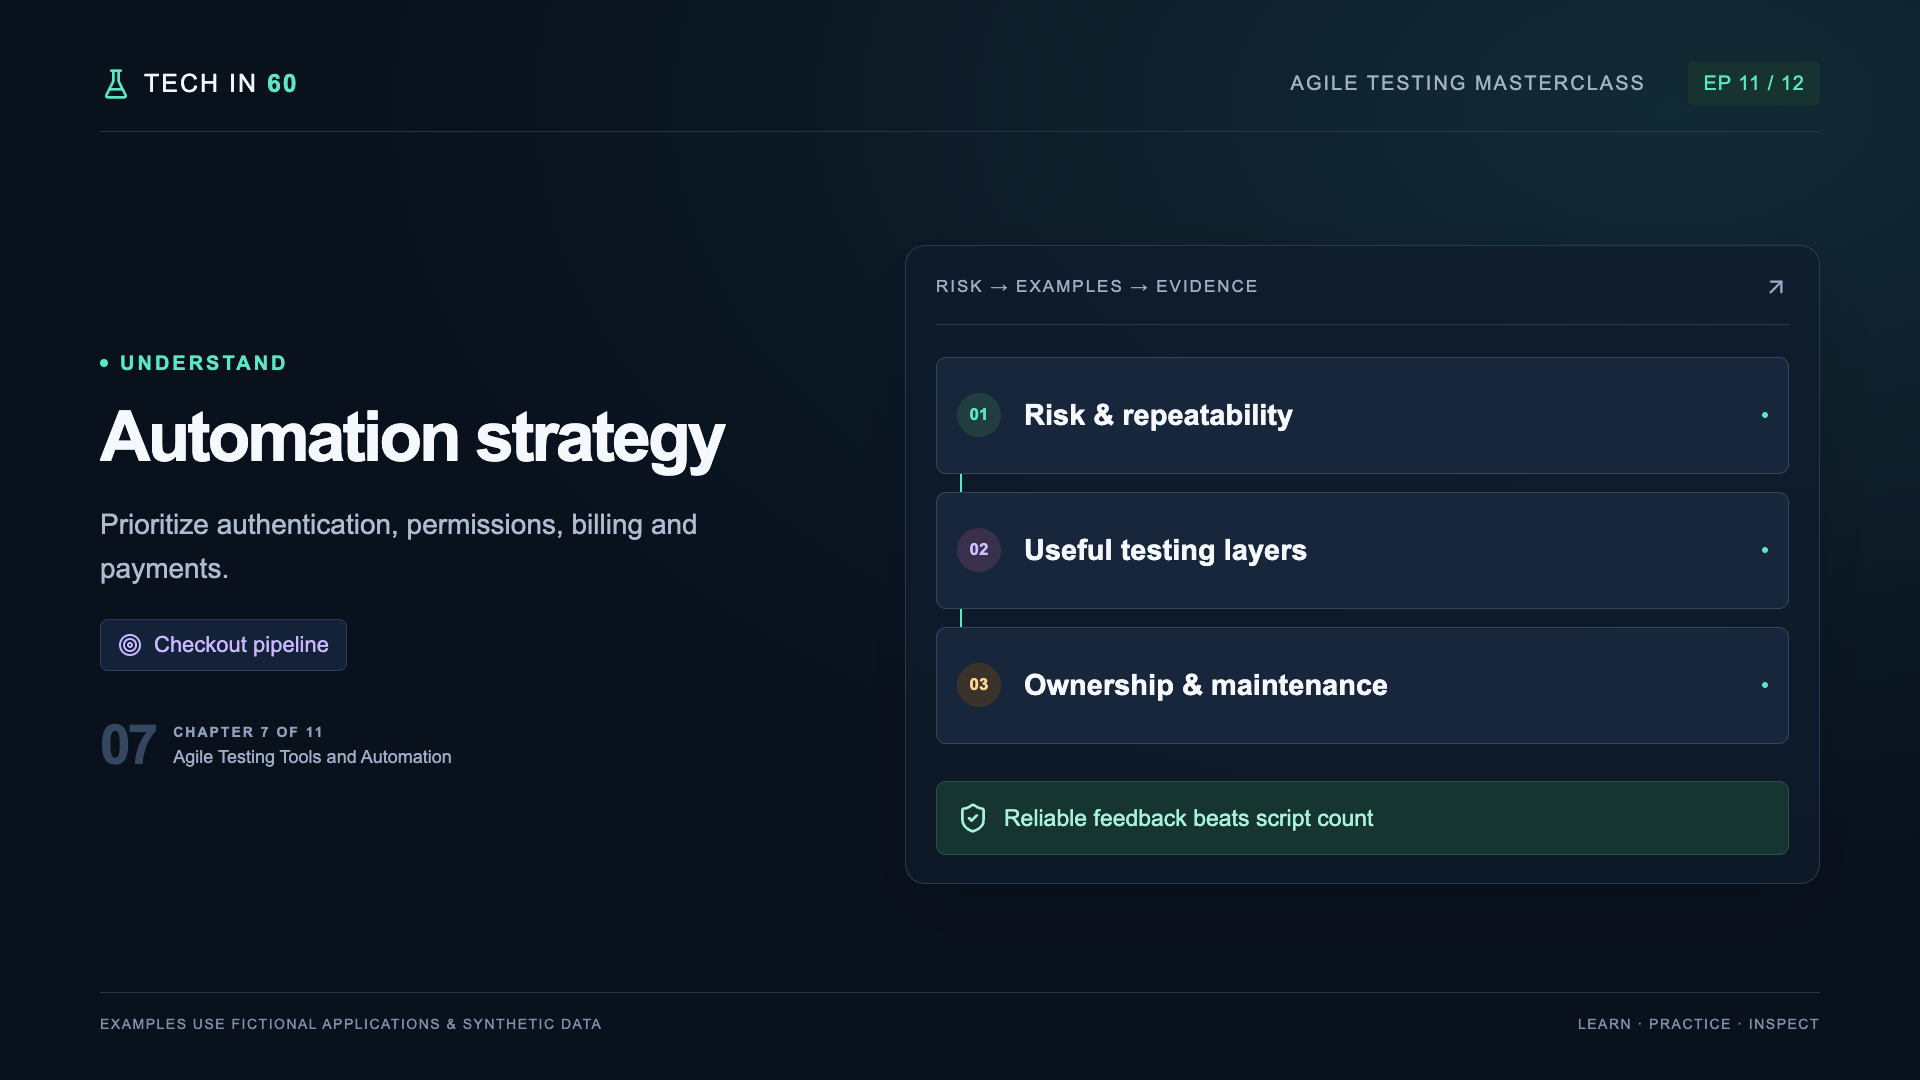 TECH IN 60
AGILE TESTING MASTERCLASS
EP 11 / 12
UNDERSTAND
Automation strategy
Prioritize authentication, permissions, billing and
payments.
Checkout pipeline
07
CHAPTER 7 OF 11
Agile Testing Tools and Automation
RISK → EXAMPLES → EVIDENCE
01
Risk & repeatability
02
Useful testing layers
03
Ownership & maintenance
Reliable feedback beats script count
EXAMPLES USE FICTIONAL APPLICATIONS & SYNTHETIC DATA
LEARN · PRACTICE · INSPECT